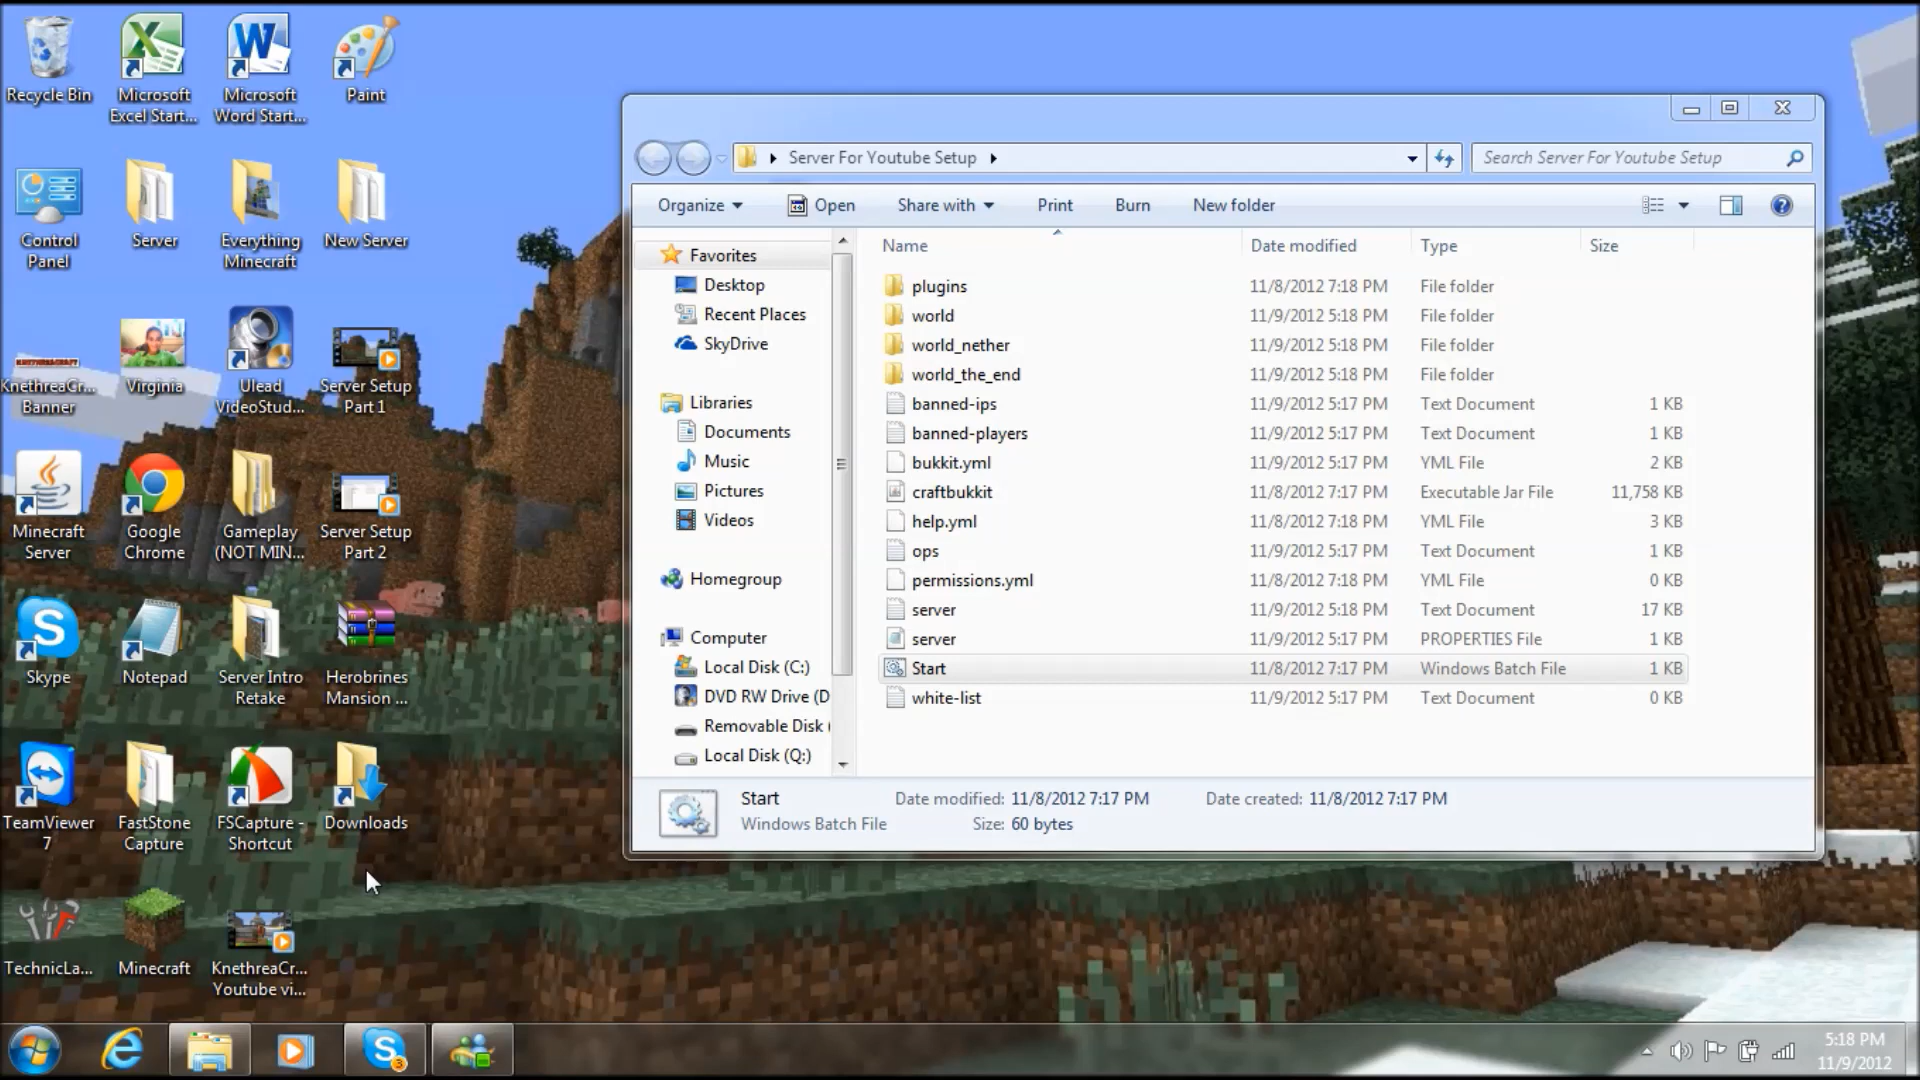 Recycle Bin
Microsoft Excel Start...
Microsoft Word Start...
Paint
Control Panel
Server
Everything Minecraft
New Server
KnethreaCr... Banner
Virginia
Ulead VideoStud...
Server Setup Part 1
Minecraft Server
Google Chrome
Gameplay (NOT MIN...
Server Setup Part 2
Skype
Notepad
Server Intro Retake
Herobrines Mansion ...
TeamViewer 7
FastStone Capture
FSCapture - Shortcut
Downloads
TechnicLa...
Minecraft
KnethreaCr... Youtube vi...
Server For Youtube Setup
Search Server For Youtube Setup
Organize Open Share with Print Burn New folder
Favorites
Desktop
Recent Places
SkyDrive
Libraries
Documents
Music
Pictures
Videos
Homegroup
Computer
Local Disk (C:)
DVD RW Drive (D
Removable Disk (
Local Disk (Q:)
Name Date modified Type Size
plugins 11/8/2012 7:18 PM File folder
world 11/9/2012 5:18 PM File folder
world_nether 11/9/2012 5:18 PM File folder
world_the_end 11/9/2012 5:18 PM File folder
banned-ips 11/9/2012 5:17 PM Text Document 1 KB
banned-players 11/9/2012 5:17 PM Text Document 1 KB
bukkit.yml 11/9/2012 5:17 PM YML File 2 KB
craftbukkit 11/8/2012 7:17 PM Executable Jar File 11,758 KB
help.yml 11/8/2012 7:18 PM YML File 3 KB
ops 11/9/2012 5:17 PM Text Document 1 KB
permissions.yml 11/8/2012 7:18 PM YML File 0 KB
server 11/9/2012 5:18 PM Text Document 17 KB
server 11/9/2012 5:17 PM PROPERTIES File 1 KB
Start 11/8/2012 7:17 PM Windows Batch File 1 KB
white-list 11/9/2012 5:17 PM Text Document 0 KB
Start Date modified: 11/8/2012 7:17 PM Date created: 11/8/2012 7:17 PM
Windows Batch File Size: 60 bytes
5:18 PM
11/9/2012